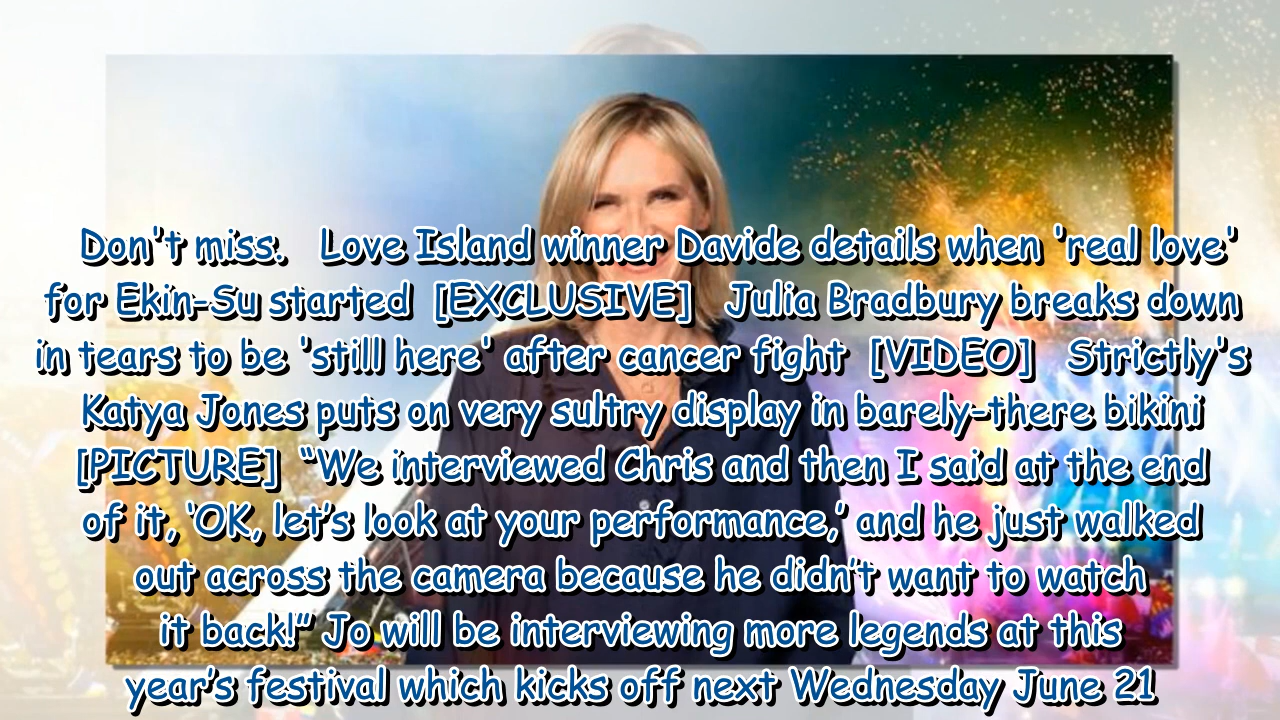 Don't miss. Love Island winner Davide details when 'real love'
for Ekin-Su started [EXCLUSIVE] Julia Bradbury breaks down
in tears to be 'still here' after cancer fight [VIDEO] Strictly's
Katya Jones puts on very sultry display in barely-there bikini
[PICTURE] “We interviewed Chris and then I said at the end
of it, ‘OK, let’s look at your performance,’ and he just walked
out across the camera because he didn’t want to watch
it back!” Jo will be interviewing more legends at this
year’s festival which kicks off next Wednesday June 21